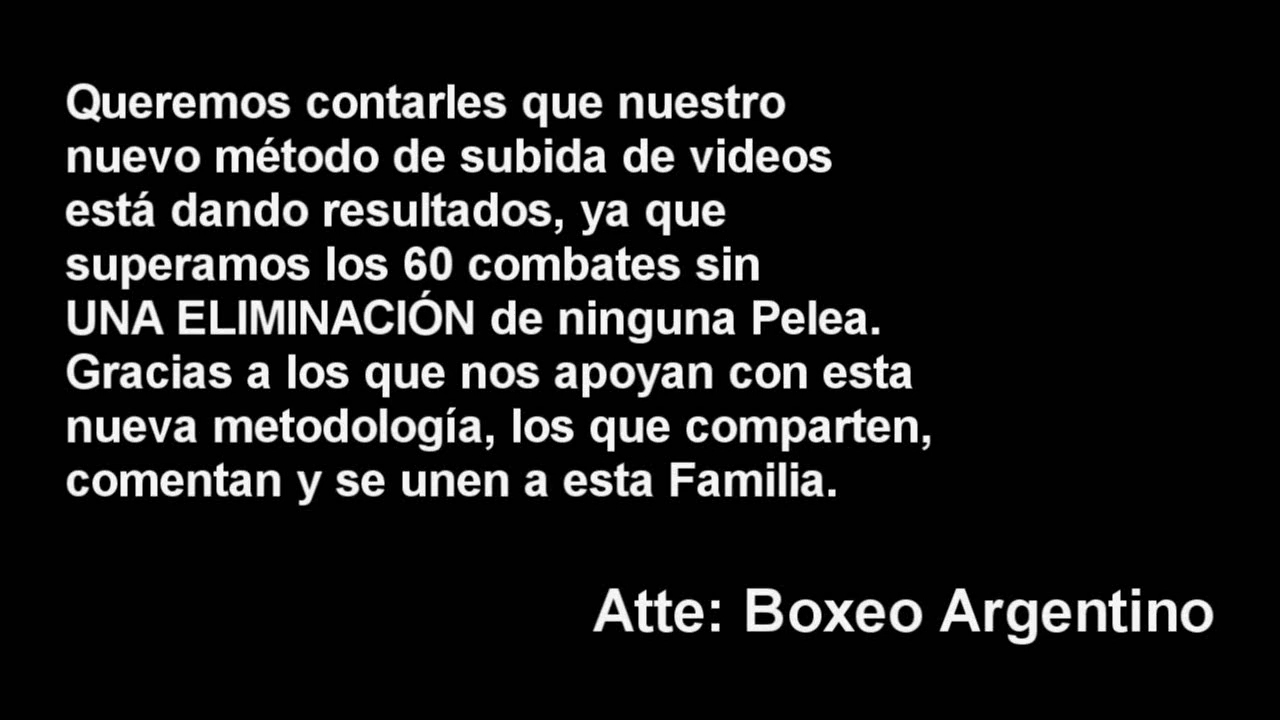 Queremos contarles que nuestro
nuevo método de subida de videos
está dando resultados, ya que
superamos los 60 combates sin
UNA ELIMINACIÓN de ninguna Pelea.
Gracias a los que nos apoyan con esta
nueva metodología, los que comparten,
comentan y se unen a esta Familia.
Atte: Boxeo Argentino